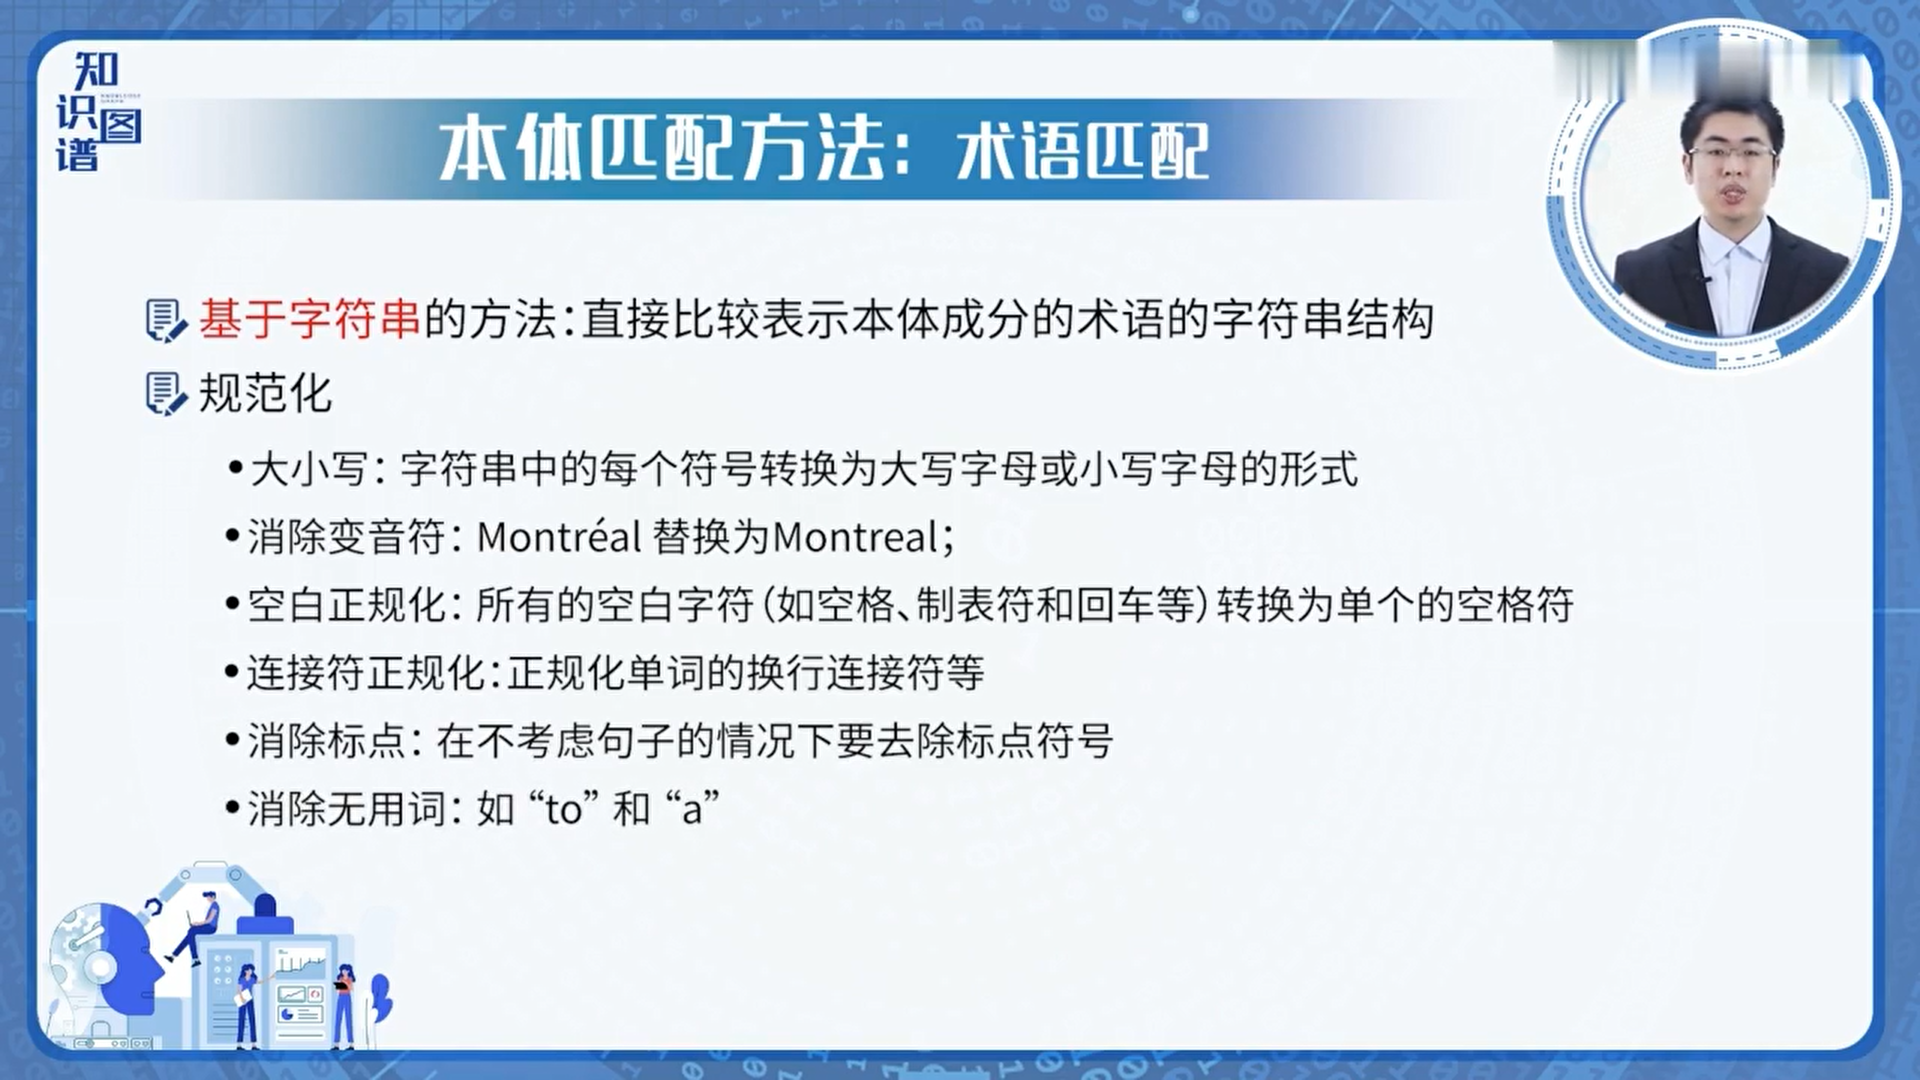 知识图谱
本体匹配方法：术语匹配
基于字符串的方法：直接比较表示本体成分的术语的字符串结构
规范化
•大小写：字符串中的每个符号转换为大写字母或小写字母的形式
•消除变音符：Montréal 替换为Montreal；
•空白正规化：所有的空白字符（如空格、制表符和回车等）转换为单个的空格符
•连接符正规化：正规化单词的换行连接符等
•消除标点：在不考虑句子的情况下要去除标点符号
•消除无用词：如 “to” 和 “a”